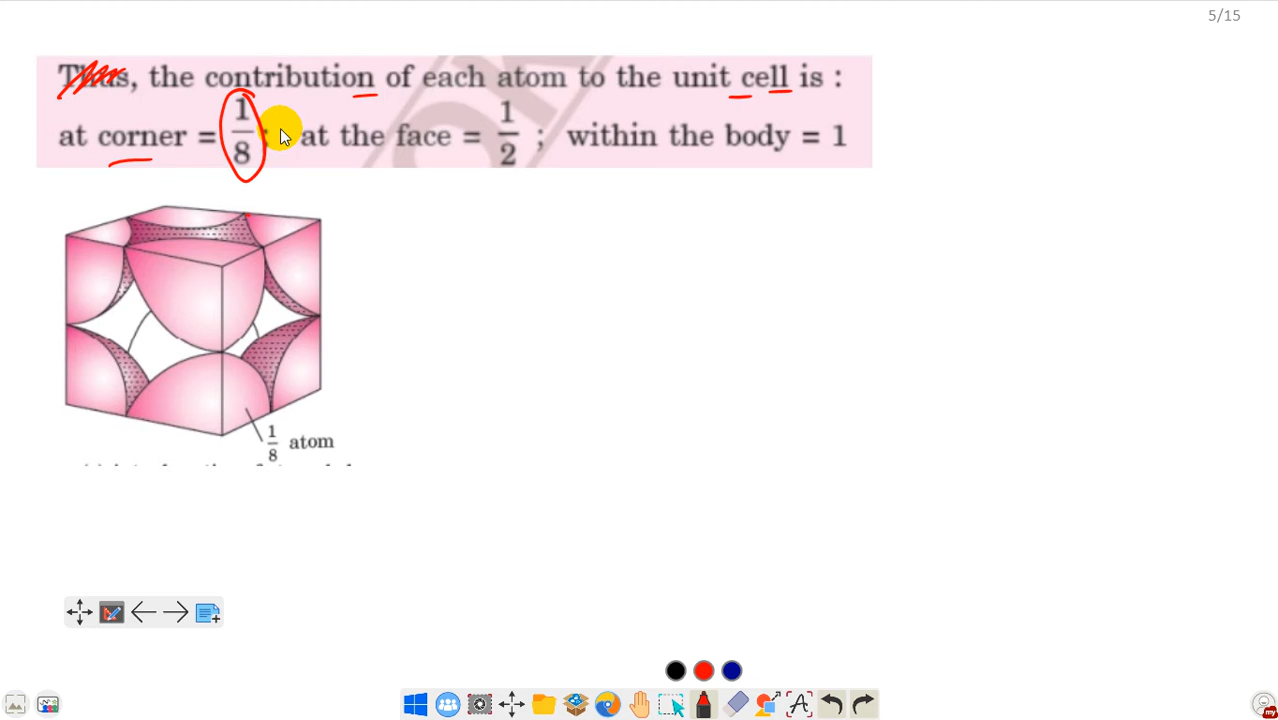 5/15
Thus, the contribution of each atom to the unit cell is :
at corner = 1/8 ; at the face = 1/2 ; within the body = 1
1/8 atom
my